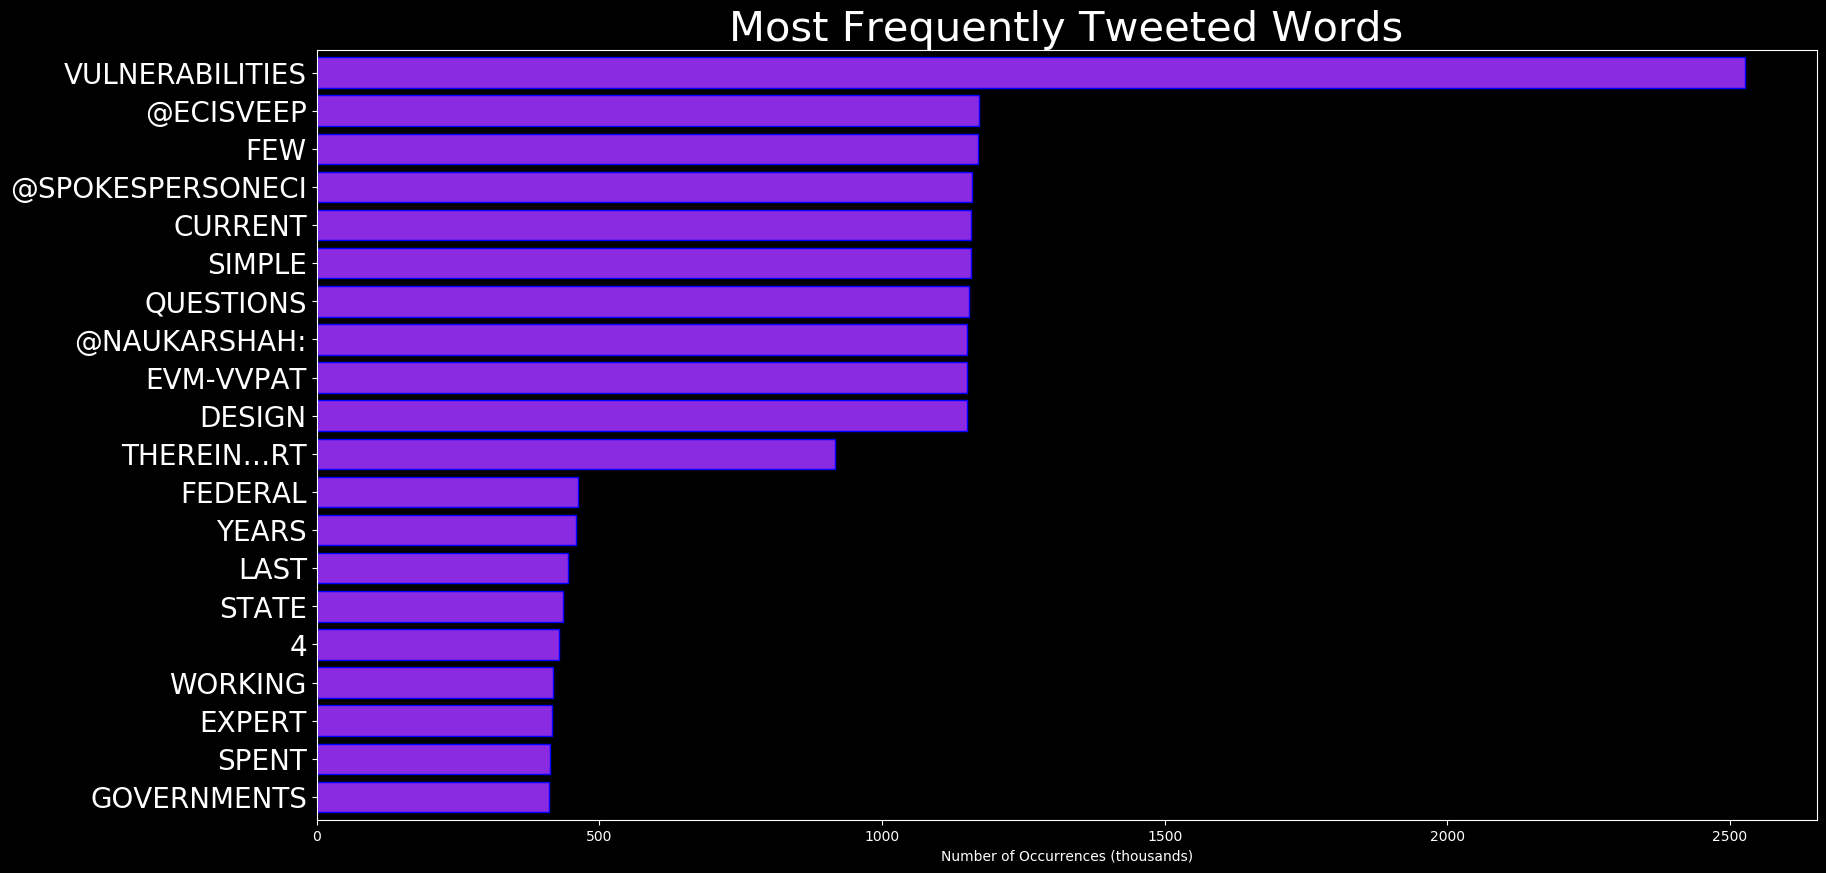 Most Frequently Tweeted Words
VULNERABILITIES
@ECISVEEP
FEW
@SPOKESPERSONECI
CURRENT
SIMPLE
QUESTIONS
@NAUKARSHAH:
EVM-VVPAT
DESIGN
THEREIN…RT
FEDERAL
YEARS
LAST
STATE
4
WORKING
EXPERT
SPENT
GOVERNMENTS
0 500 1000 1500 2000 2500
Number of Occurrences (thousands)